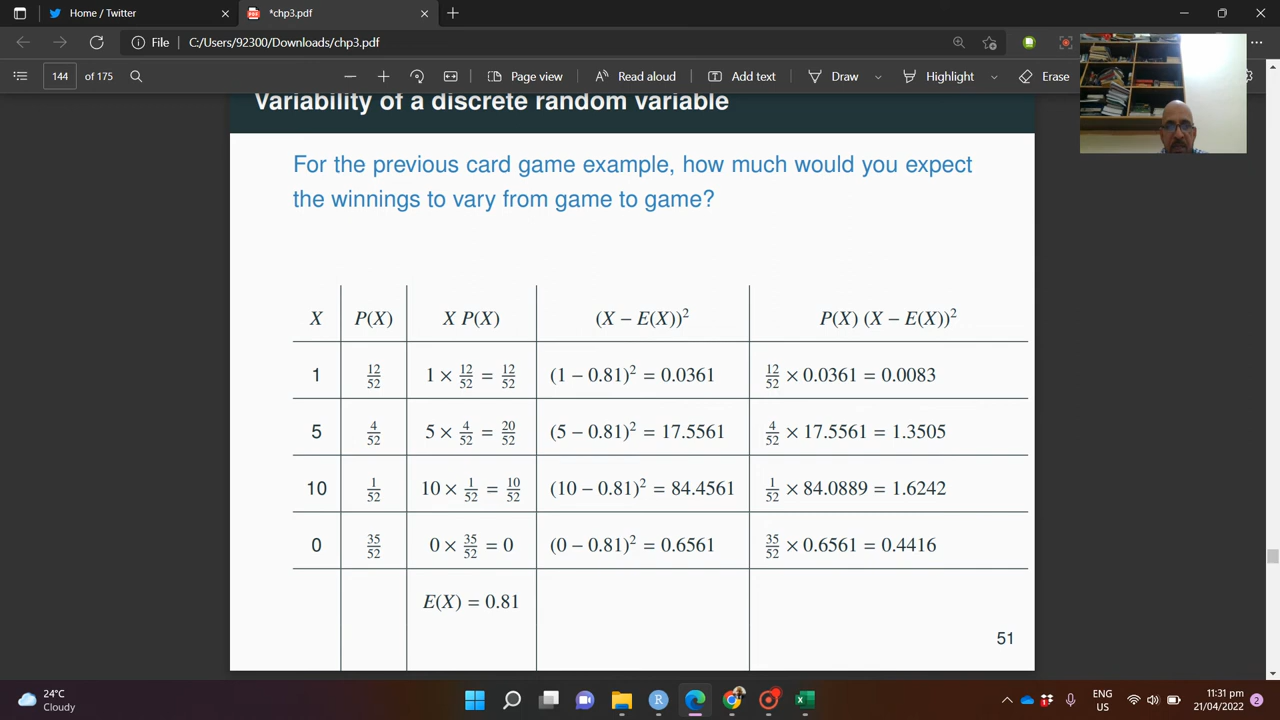 Home / Twitter
*chp3.pdf
File C:/Users/92300/Downloads/chp3.pdf
144 of 175 Page view Read aloud Add text Draw Highlight Erase
Variability of a discrete random variable
For the previous card game example, how much would you expect
the winnings to vary from game to game?
X P(X) X P(X) (X − E(X))² P(X) (X − E(X))²
1 12/52 1 × 12/52 = 12/52 (1 − 0.81)² = 0.0361 12/52 × 0.0361 = 0.0083
5 4/52 5 × 4/52 = 20/52 (5 − 0.81)² = 17.5561 4/52 × 17.5561 = 1.3505
10 1/52 10 × 1/52 = 10/52 (10 − 0.81)² = 84.4561 1/52 × 84.0889 = 1.6242
0 35/52 0 × 35/52 = 0 (0 − 0.81)² = 0.6561 35/52 × 0.6561 = 0.4416
E(X) = 0.81
51
24°C
Cloudy
ENG
US
11:31 pm
21/04/2022
2